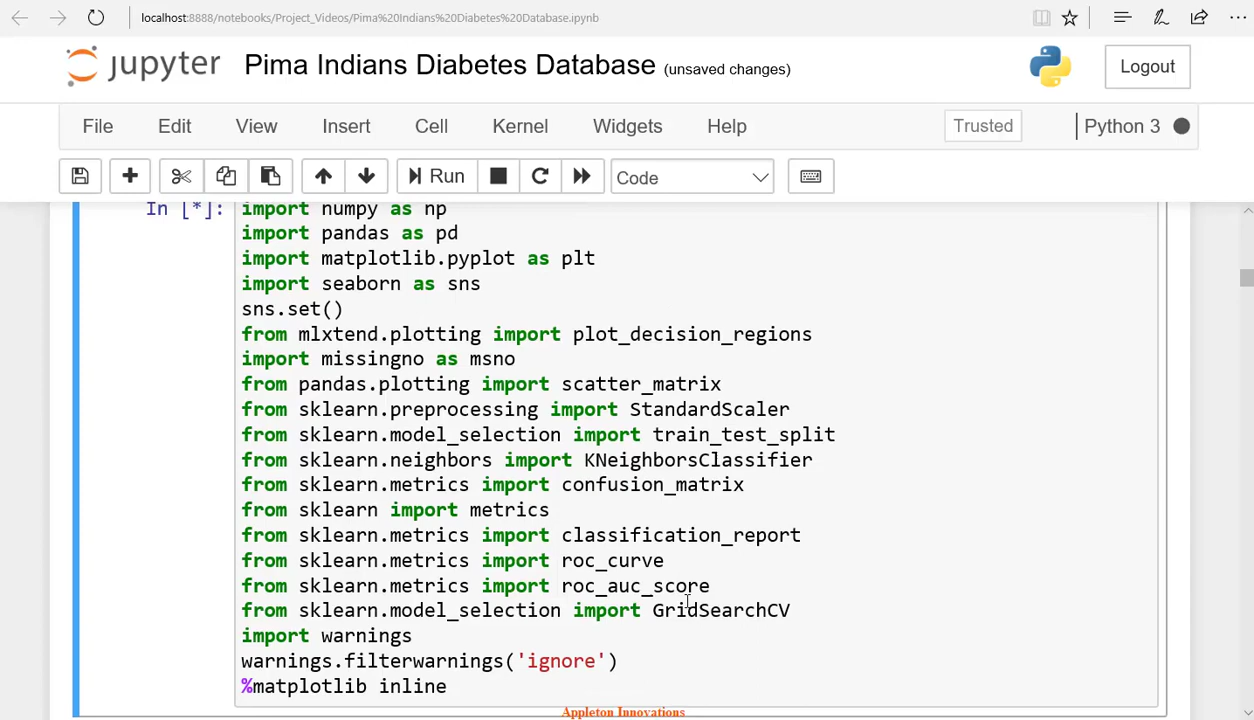 localhost:8888/notebooks/Project_Videos/Pima%20Indians%20Diabetes%20Database.ipynb
jupyter Pima Indians Diabetes Database (unsaved changes) Logout
File Edit View Insert Cell Kernel Widgets Help Trusted Python 3
Run Code
In [*]: import numpy as np
import pandas as pd
import matplotlib.pyplot as plt
import seaborn as sns
sns.set()
from mlxtend.plotting import plot_decision_regions
import missingno as msno
from pandas.plotting import scatter_matrix
from sklearn.preprocessing import StandardScaler
from sklearn.model_selection import train_test_split
from sklearn.neighbors import KNeighborsClassifier
from sklearn.metrics import confusion_matrix
from sklearn import metrics
from sklearn.metrics import classification_report
from sklearn.metrics import roc_curve
from sklearn.metrics import roc_auc_score
from sklearn.model_selection import GridSearchCV
import warnings
warnings.filterwarnings('ignore')
%matplotlib inline
Appleton Innovations